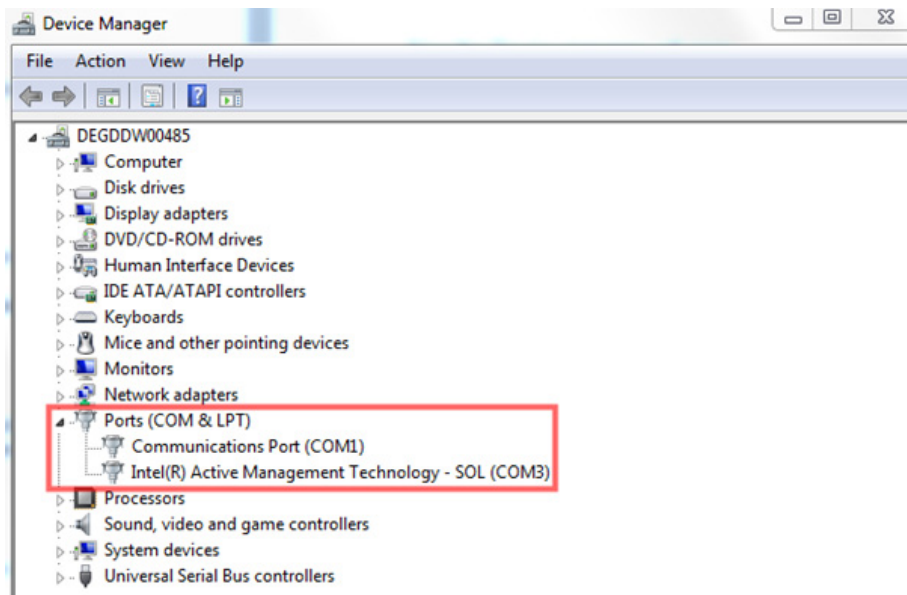 Device Manager
File Action View Help
DEGDDW00485
Computer
Disk drives
Display adapters
DVD/CD-ROM drives
Human Interface Devices
IDE ATA/ATAPI controllers
Keyboards
Mice and other pointing devices
Monitors
Network adapters
Ports (COM & LPT)
Communications Port (COM1)
Intel(R) Active Management Technology - SOL (COM3)
Processors
Sound, video and game controllers
System devices
Universal Serial Bus controllers